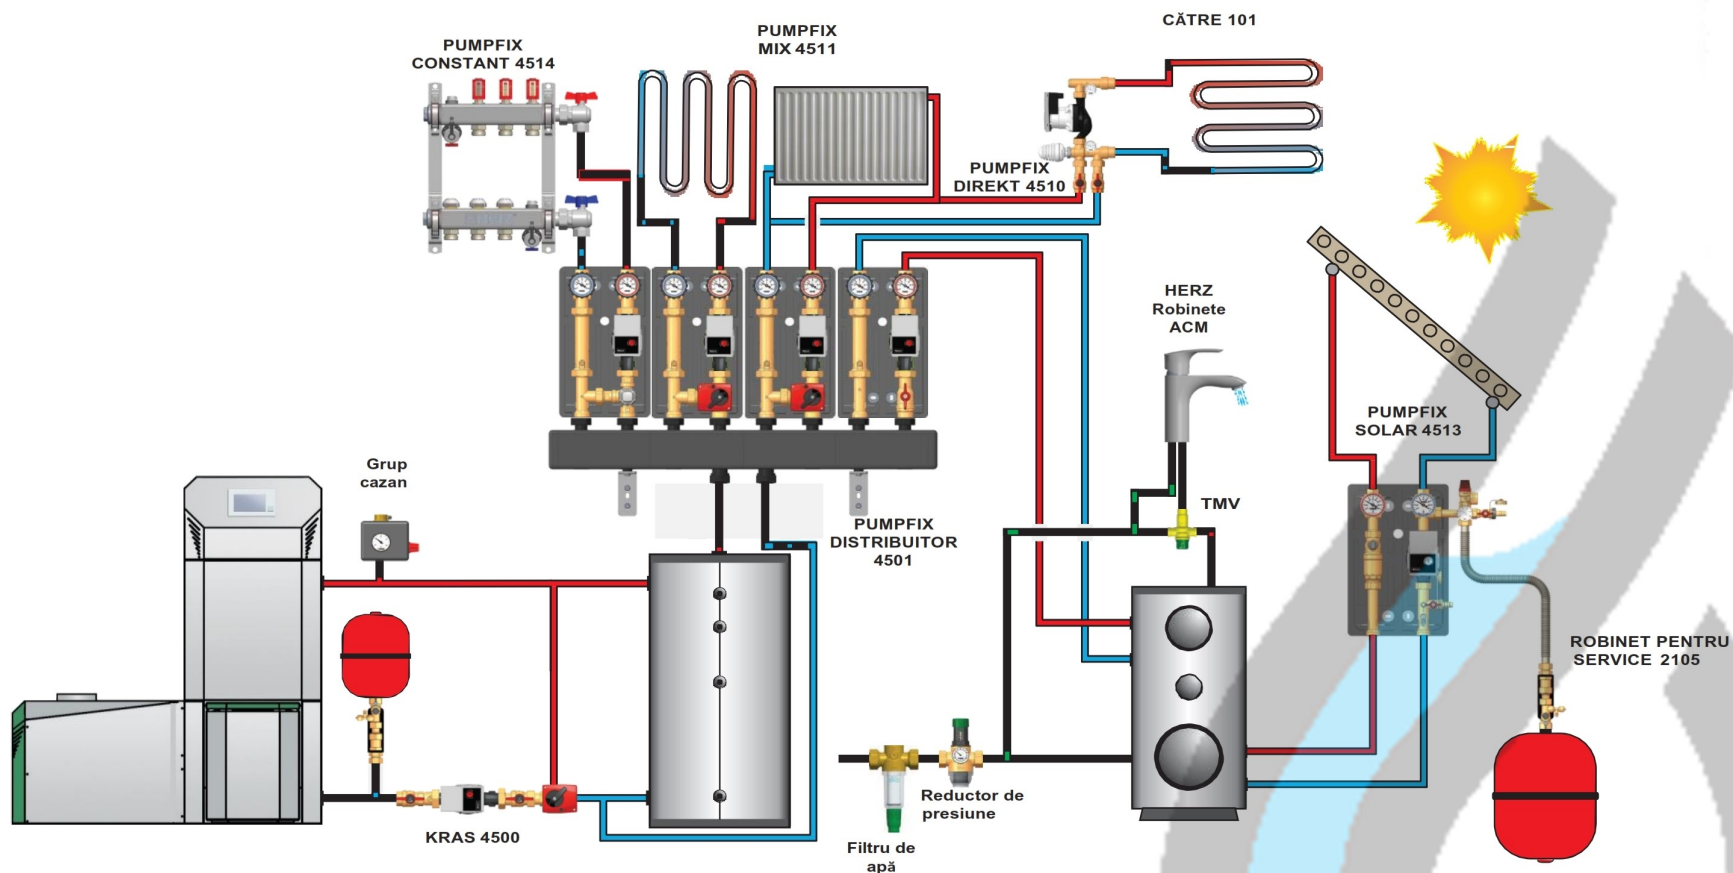 CĂTRE 101
PUMPFIX
MIX 4511
PUMPFIX
CONSTANT 4514
PUMPFIX
DIREKT 4510
HERZ
Robinete
ACM
PUMPFIX
SOLAR 4513
Grup
cazan
TMV
PUMPFIX
DISTRIBUITOR
4501
ROBINET PENTRU
SERVICE 2105
Reductor de
presiune
KRAS 4500
Filtru de
apă